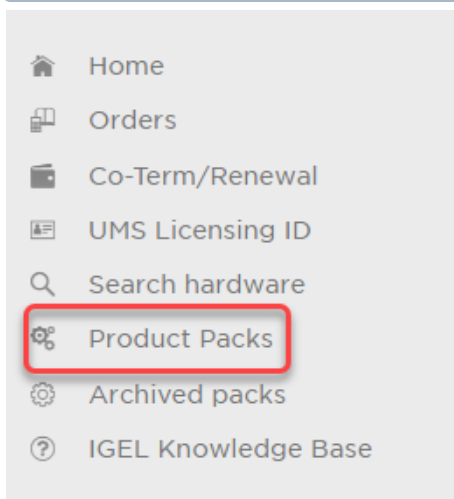 Home
Orders
Co-Term/Renewal
UMS Licensing ID
Search hardware
Product Packs
Archived packs
IGEL Knowledge Base